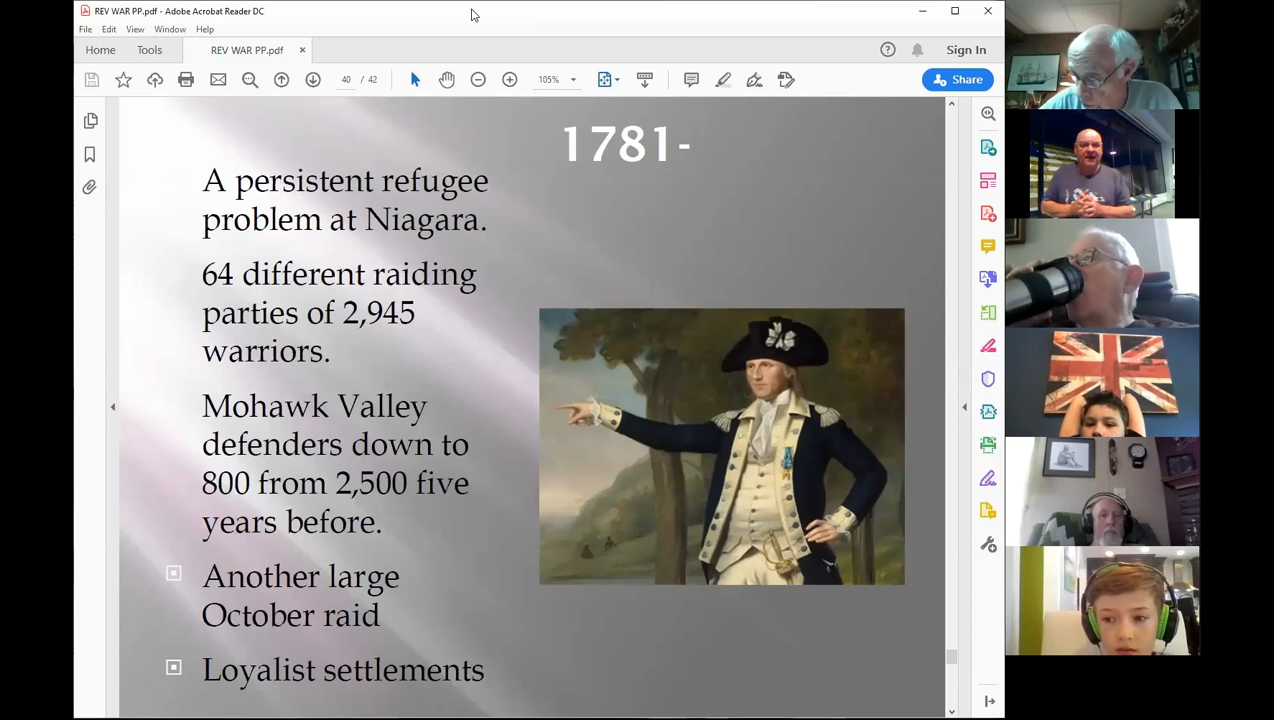 REV WAR PP.pdf - Adobe Acrobat Reader DC
File Edit View Window Help
Home Tools REV WAR PP.pdf × Sign In
40 / 42 105% Share
1781-
A persistent refugee
problem at Niagara.
64 different raiding
parties of 2,945
warriors.
Mohawk Valley
defenders down to
800 from 2,500 five
years before.
Another large
October raid
Loyalist settlements